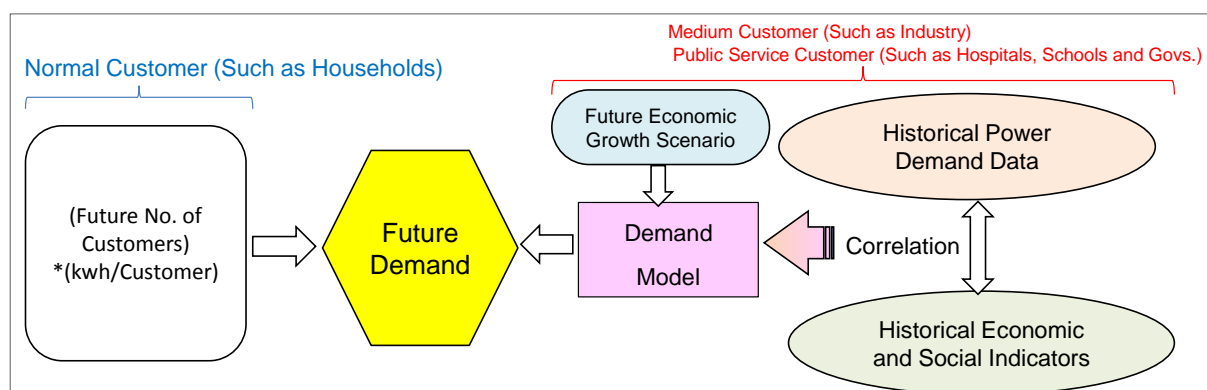 Medium Customer (Such as Industry)
Public Service Customer (Such as Hospitals, Schools and Govs.)
Normal Customer (Such as Households)
(Future No. of
Customers)
*(kwh/Customer)
Future
Demand
Future Economic
Growth Scenario
Demand
Model
Correlation
Historical Power
Demand Data
Historical Economic
and Social Indicators